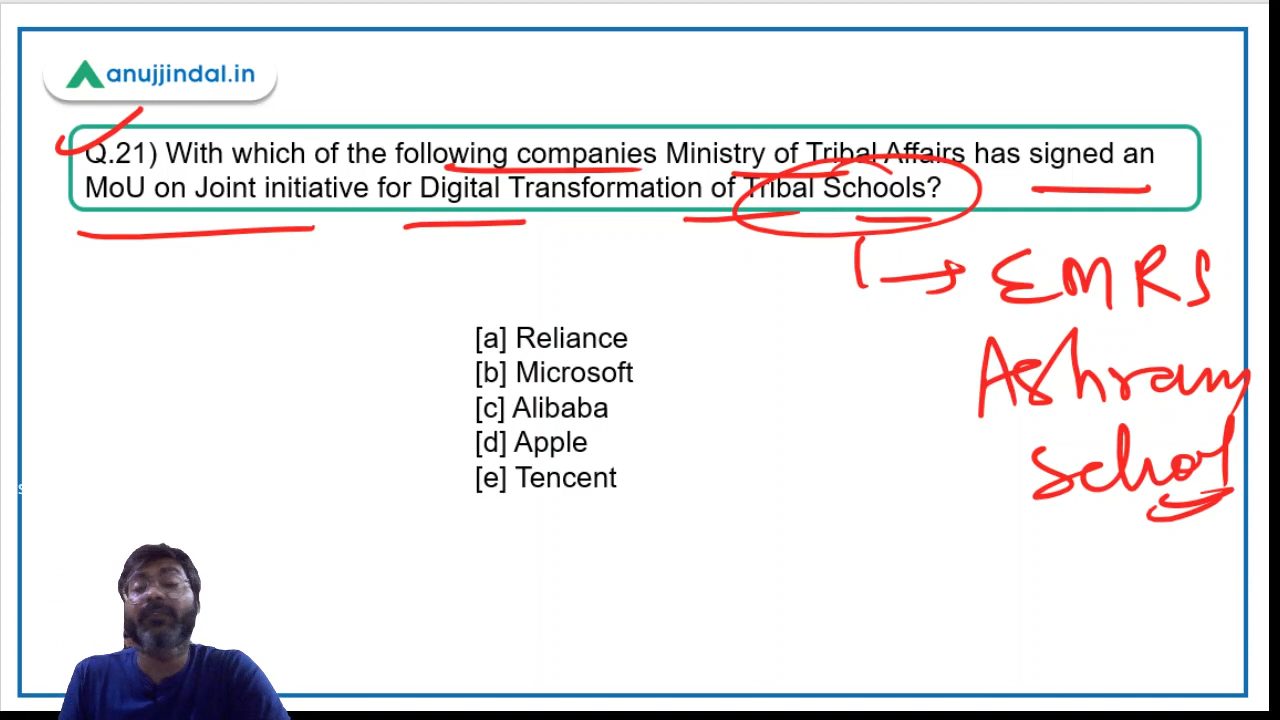 anujjindal.in
Q.21) With which of the following companies Ministry of Tribal Affairs has signed an
MoU on Joint initiative for Digital Transformation of Tribal Schools?
EMRS
[a] Reliance
[b] Microsoft
Ashram
[c] Alibaba
[d] Apple
School
[e] Tencent